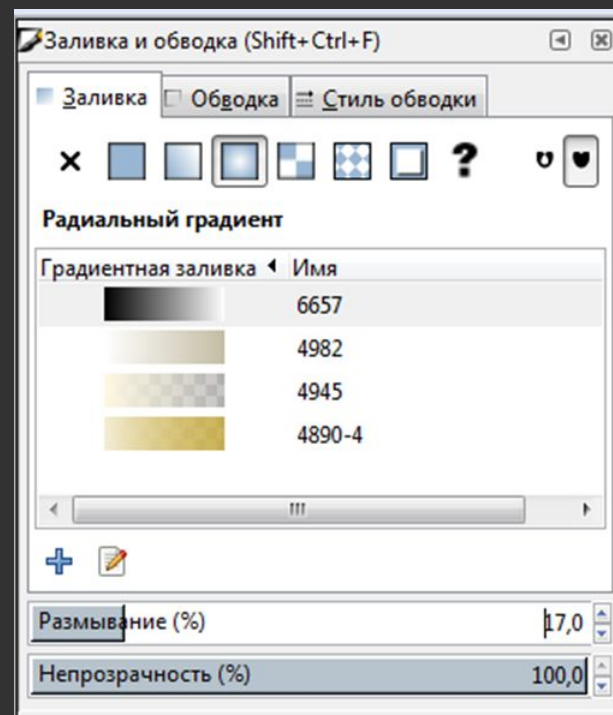 Заливка и обводка (Shift+Ctrl+F)
Заливка Обводка Стиль обводки
?
Радиальный градиент
Градиентная заливка Имя
6657
4982
4945
4890-4
Размывание (%) 17,0
Непрозрачность (%) 100,0